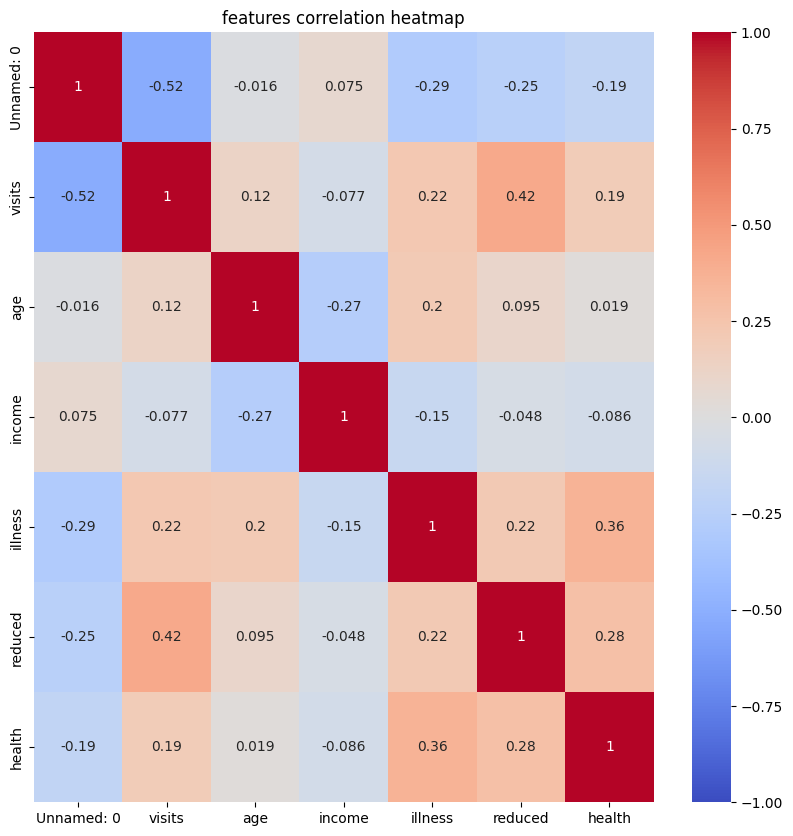 features correlation heatmap
Unnamed: 0 1 -0.52 -0.016 0.075 -0.29 -0.25 -0.19
visits -0.52 1 0.12 -0.077 0.22 0.42 0.19
age -0.016 0.12 1 -0.27 0.2 0.095 0.019
income 0.075 -0.077 -0.27 1 -0.15 -0.048 -0.086
illness -0.29 0.22 0.2 -0.15 1 0.22 0.36
reduced -0.25 0.42 0.095 -0.048 0.22 1 0.28
health -0.19 0.19 0.019 -0.086 0.36 0.28 1
Unnamed: 0 visits age income illness reduced health
1.00
0.75
0.50
0.25
0.00
−0.25
−0.50
−0.75
−1.00